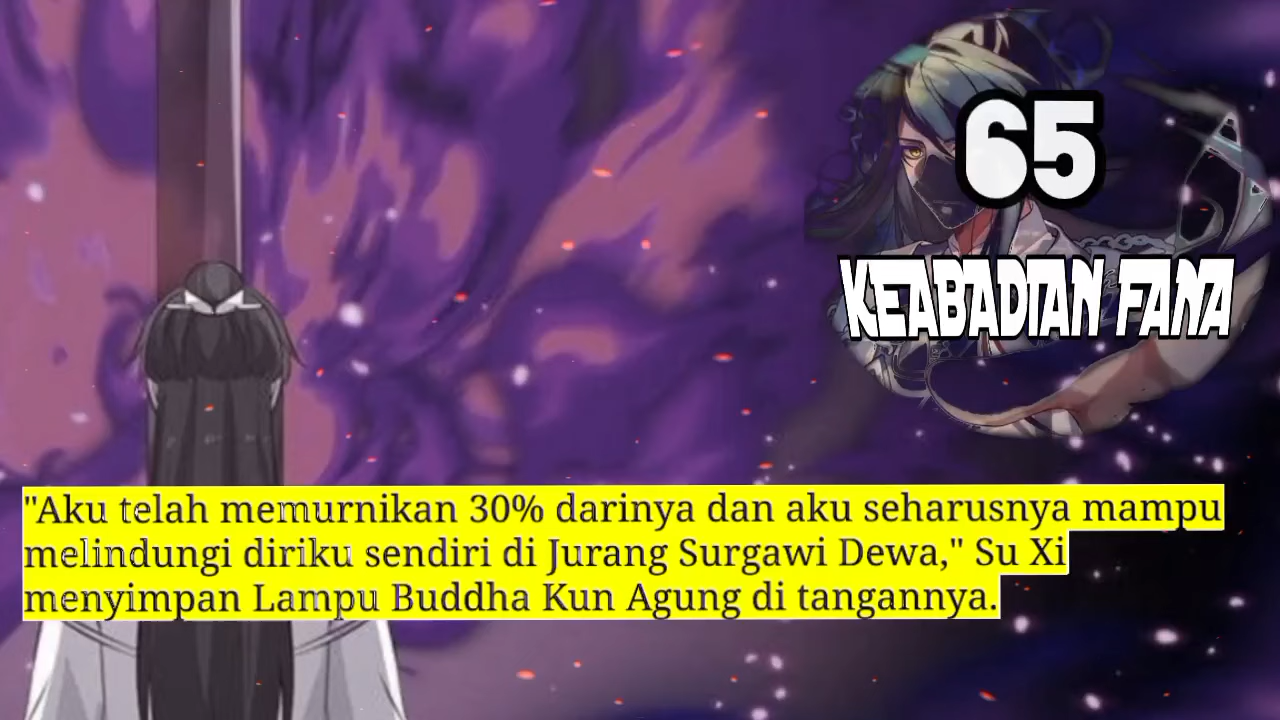 65
KEABADIAN FANA
"Aku telah memurnikan 30% darinya dan aku seharusnya mampu
melindungi diriku sendiri di Jurang Surgawi Dewa," Su Xi
menyimpan Lampu Buddha Kun Agung di tangannya.